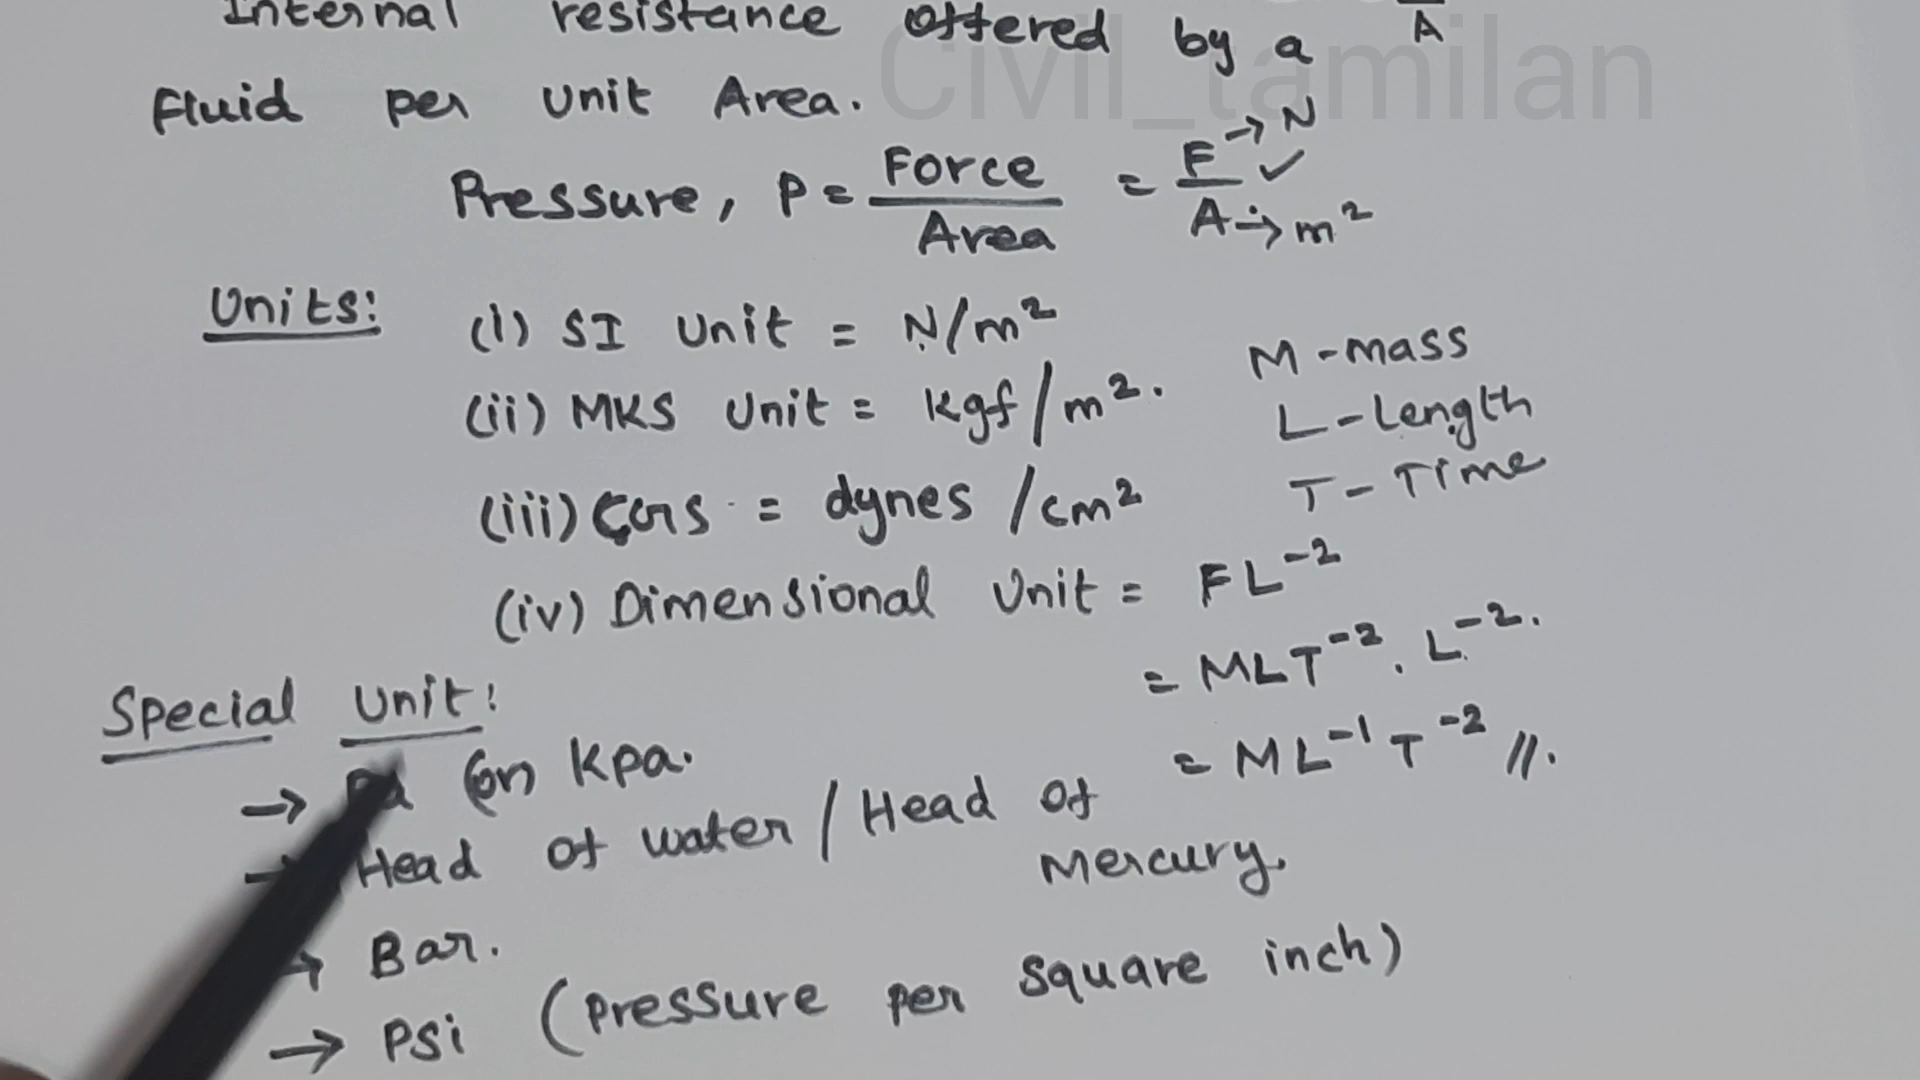 Internal resistance offered by a
A
fluid per unit Area.
Civil_tamilan
Pressure, P = Force / Area = F → N ✓ / A → m²
Units: (i) SI Unit = N/m²
(ii) MKS Unit = kgf/m².
(iii) CGS = dynes /cm²
M - mass
L - Length
T - Time
(iv) Dimensional Unit = FL⁻²
= MLT⁻². L⁻².
= ML⁻¹T⁻² //.
Special Unit:
→ Pa (or) Kpa.
→ Head of water / Head of
Mercury.
→ Bar.
→ PSi (Pressure per square inch)